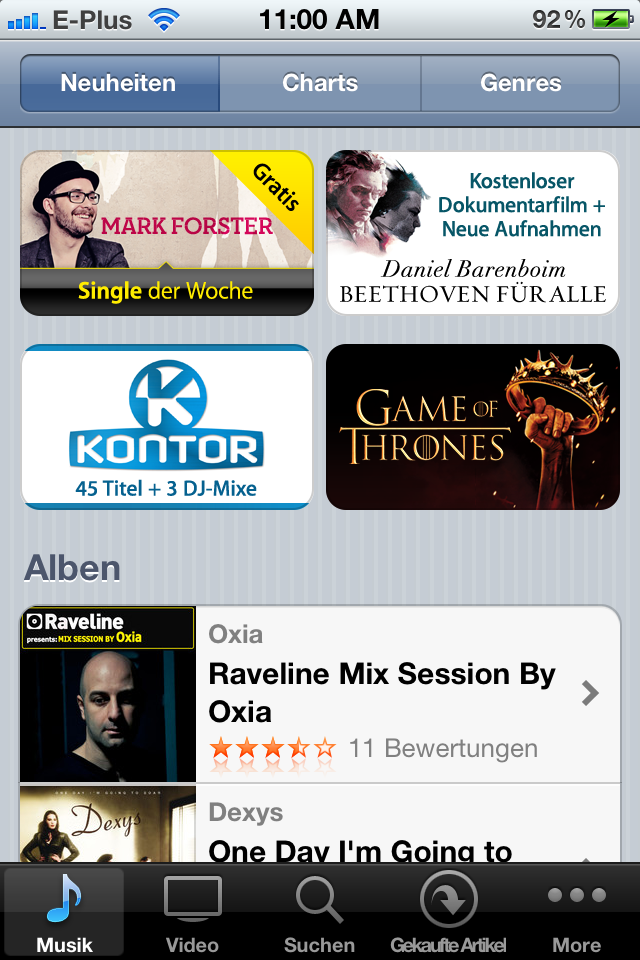 E-Plus 11:00 AM 92%
Neuheiten Charts Genres
Gratis
MARK FORSTER
Single der Woche
Kostenloser
Dokumentarfilm +
Neue Aufnahmen
Daniel Barenboim
BEETHOVEN FÜR ALLE
KONTOR
45 Titel + 3 DJ-Mixe
GAME OF
THRONES
Alben
Raveline
presents: MIX SESSION BY Oxia
Oxia
Raveline Mix Session By
Oxia
11 Bewertungen
ONE DAY I'M GOING TO SOAR
Dexys
Dexys
One Day I'm Going to
Musik Video Suchen Gekaufte Artikel More